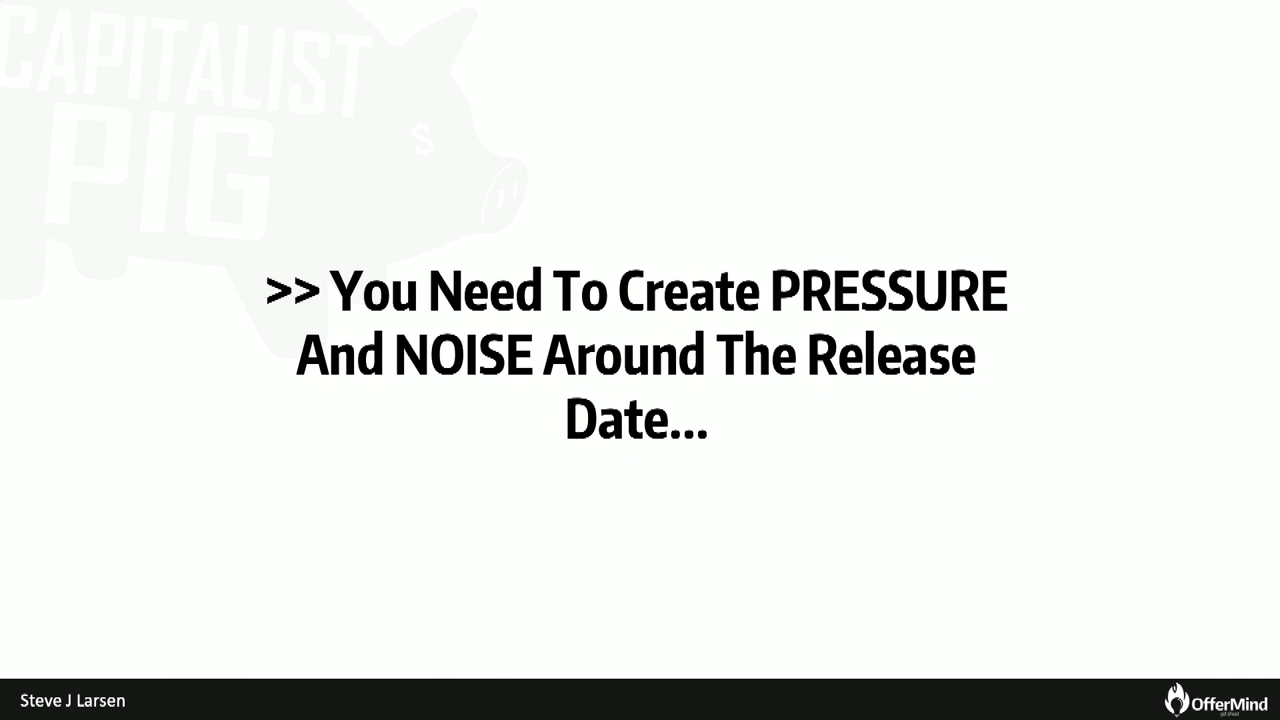 CAPITALIST
PIG
$
>> You Need To Create PRESSURE
And NOISE Around The Release
Date...
Steve J Larsen
OfferMind